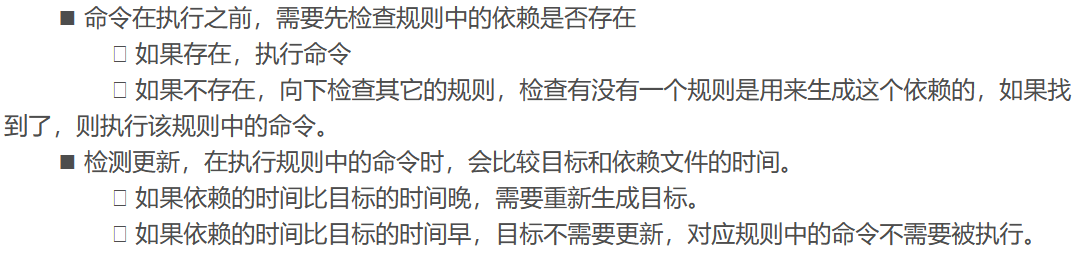 ■ 命令在执行之前，需要先检查规则中的依赖是否存在
 如果存在，执行命令
 如果不存在，向下检查其它的规则，检查有没有一个规则是用来生成这个依赖的，如果找
到了，则执行该规则中的命令。
■ 检测更新，在执行规则中的命令时，会比较目标和依赖文件的时间。
 如果依赖的时间比目标的时间晚，需要重新生成目标。
 如果依赖的时间比目标的时间早，目标不需要更新，对应规则中的命令不需要被执行。